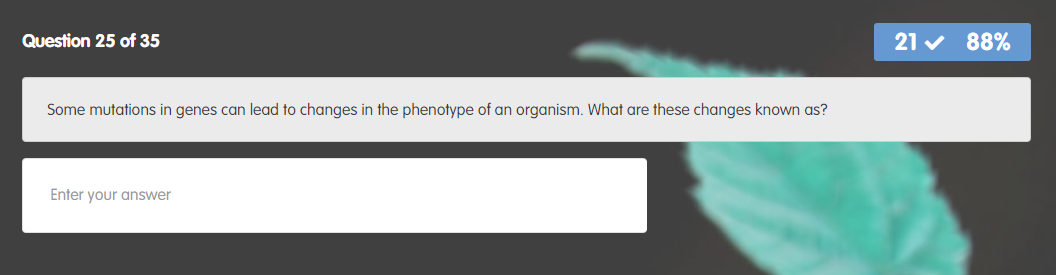 Question 25 of 35
21 ✓ 88%
Some mutations in genes can lead to changes in the phenotype of an organism. What are these changes known as?
Enter your answer